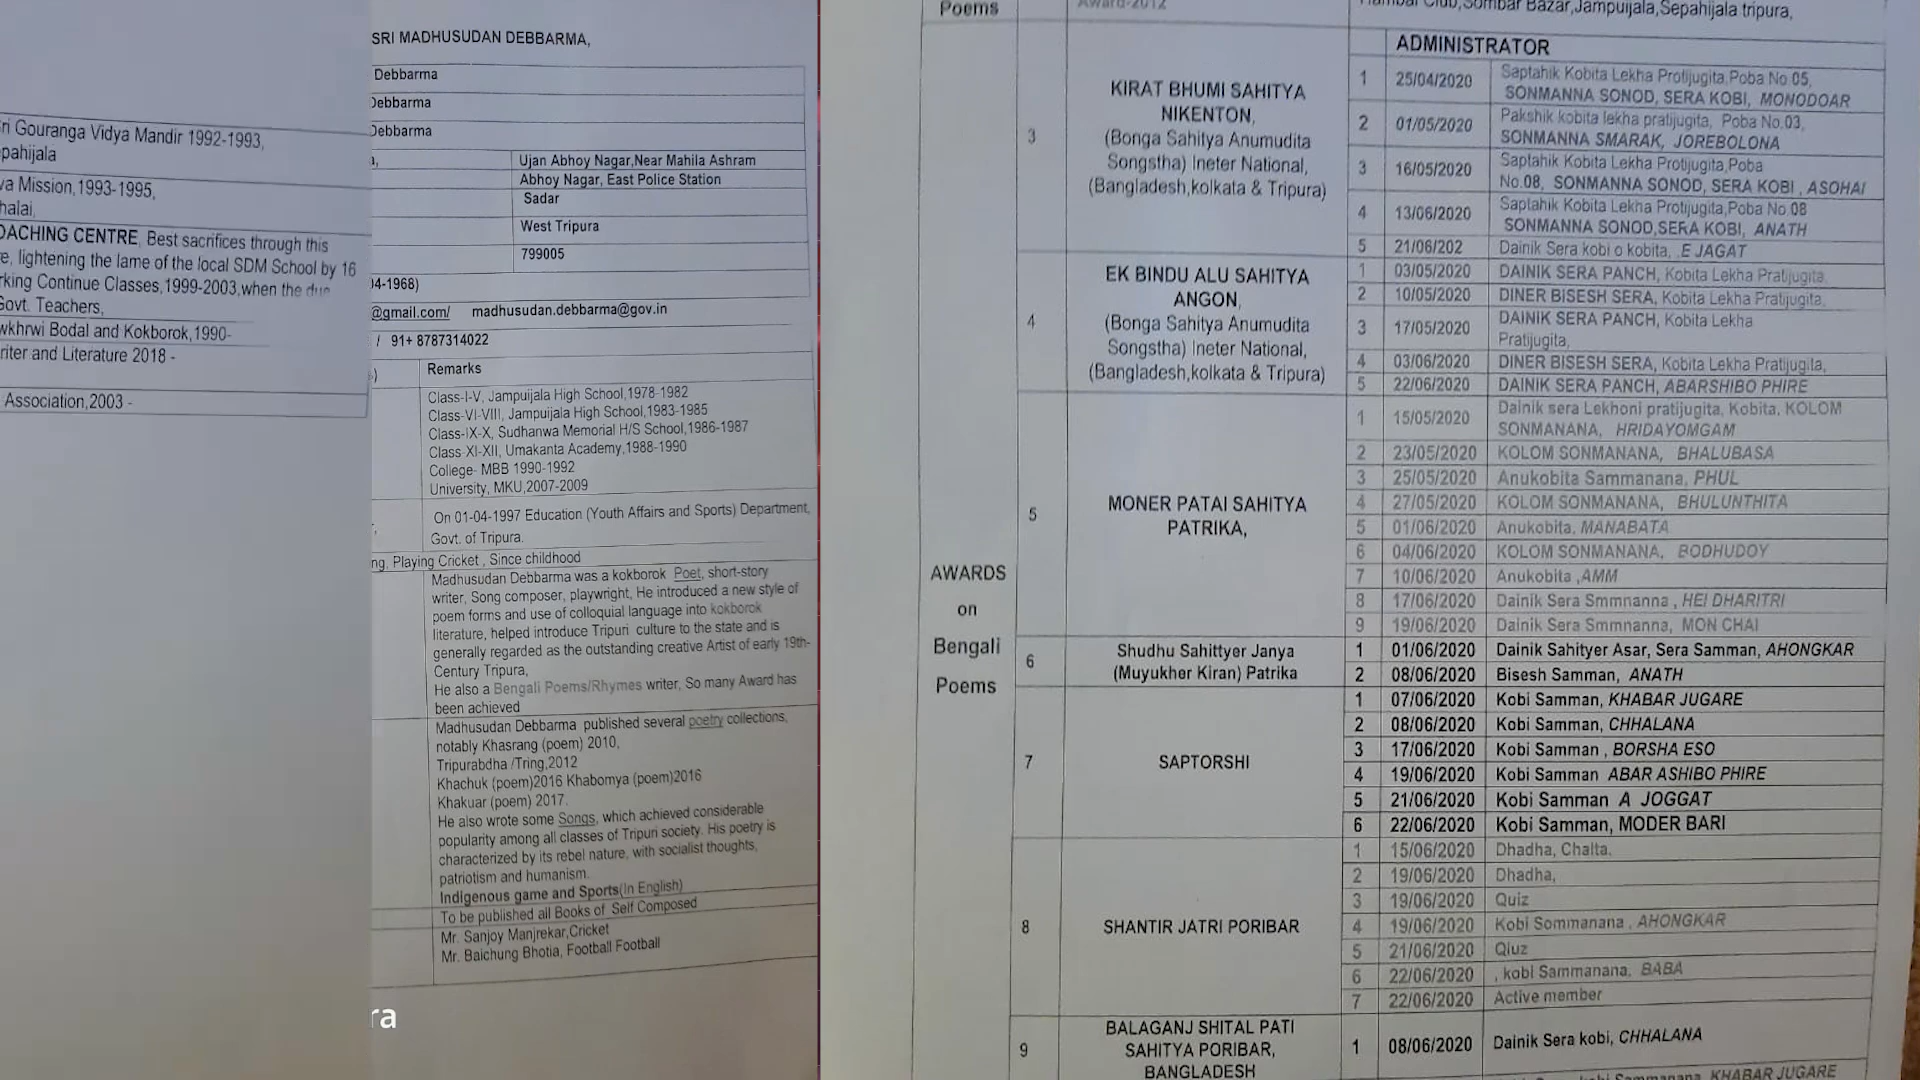 ri Gouranga Vidya Mandir 1992-1993,
pahijala
va Mission,1993-1995,
halai,
OACHING CENTRE, Best sacrifices through this
re, lightening the lame of the local SDM School by 16
rking Continue Classes,1999-2003,when the due
Govt. Teachers,
wkhrwi Bodal and Kokborok,1990-
riter and Literature 2018 -
Association,2003 -
SRI MADHUSUDAN DEBBARMA,
Debbarma
Debbarma
Debbarma
a, Ujan Abhoy Nagar,Near Mahila Ashram
Abhoy Nagar, East Police Station
Sadar
West Tripura
799005
04-1968)
@gmail.com/ madhusudan.debbarma@gov.in
/ 91+ 8787314022
Remarks
Class-I-V, Jampuijala High School,1978-1982
Class-VI-VIII, Jampuijala High School,1983-1985
Class-IX-X, Sudhanwa Memorial H/S School,1986-1987
Class-XI-XII, Umakanta Academy,1988-1990
College- MBB 1990-1992
University, MKU,2007-2009
On 01-04-1997 Education (Youth Affairs and Sports) Department,
Govt. of Tripura.
ng, Playing Cricket , Since childhood
Madhusudan Debbarma was a kokborok Poet, short-story
writer, Song composer, playwright, He introduced a new style of
poem forms and use of colloquial language into kokborok
literature, helped introduce Tripuri culture to the state and is
generally regarded as the outstanding creative Artist of early 19th-
Century Tripura,
He also a Bengali Poems/Rhymes writer, So many Award has
been achieved
Madhusudan Debbarma published several poetry collections,
notably Khasrang (poem) 2010,
Tripurabdha /Tring,2012
Khachuk (poem)2016 Khabomya (poem)2016
Khakuar (poem) 2017.
He also wrote some Songs, which achieved considerable
popularity among all classes of Tripuri society. His poetry is
characterized by its rebel nature, with socialist thoughts,
patriotism and humanism.
Indigenous game and Sports(In English)
To be published all Books of Self Composed
Mr. Sanjoy Manjrekar,Cricket
Mr. Baichung Bhotia, Football Football
ra
Poems
Award-2012
Club,Sombar Bazar,Jampuijala,Sepahijala tripura,
AWARDS
on
Bengali
Poems
3
KIRAT BHUMI SAHITYA
NIKENTON,
(Bonga Sahitya Anumudita
Songstha) Ineter National,
(Bangladesh,kolkata & Tripura)
ADMINISTRATOR
1 25/04/2020 Saptahik Kobita Lekha Protijugita,Poba No 05,
SONMANNA SONOD, SERA KOBI, MONODOAR
2 01/05/2020 Pakshik kobita lekha pratijugita, Poba No.03,
SONMANNA SMARAK, JOREBOLONA
3 16/05/2020 Saptahik Kobita Lekha Protijugita,Poba
No.08, SONMANNA SONOD, SERA KOBI , ASOHAI
4 13/06/2020 Saptahik Kobita Lekha Protijugita,Poba No.08
SONMANNA SONOD,SERA KOBI, ANATH
5 21/06/202 Dainik Sera kobi o kobita, .E JAGAT
4
EK BINDU ALU SAHITYA
ANGON,
(Bonga Sahitya Anumudita
Songstha) Ineter National,
(Bangladesh,kolkata & Tripura)
1 03/05/2020 DAINIK SERA PANCH, Kobita Lekha Pratijugita,
2 10/05/2020 DINER BISESH SERA, Kobita Lekha Pratijugita,
3 17/05/2020 DAINIK SERA PANCH, Kobita Lekha
Pratijugita,
4 03/06/2020 DINER BISESH SERA, Kobita Lekha Pratijugita,
5 22/06/2020 DAINIK SERA PANCH, ABARSHIBO PHIRE
5
MONER PATAI SAHITYA
PATRIKA,
1 15/05/2020 Dainik sera Lekhoni pratijugita, Kobita, KOLOM
SONMANANA, HRIDAYOMGAM
2 23/05/2020 KOLOM SONMANANA, BHALUBASA
3 25/05/2020 Anukobita Sammanana, PHUL
4 27/05/2020 KOLOM SONMANANA, BHULUNTHITA
5 01/06/2020 Anukobita, MANABATA
6 04/06/2020 KOLOM SONMANANA, BODHUDOY
7 10/06/2020 Anukobita ,AMM
8 17/06/2020 Dainik Sera Smmnanna , HEI DHARITRI
9 19/06/2020 Dainik Sera Smmnanna, MON CHAI
6
Shudhu Sahittyer Janya
(Muyukher Kiran) Patrika
1 01/06/2020 Dainik Sahityer Asar, Sera Samman, AHONGKAR
2 08/06/2020 Bisesh Samman, ANATH
7
SAPTORSHI
1 07/06/2020 Kobi Samman, KHABAR JUGARE
2 08/06/2020 Kobi Samman, CHHALANA
3 17/06/2020 Kobi Samman , BORSHA ESO
4 19/06/2020 Kobi Samman ABAR ASHIBO PHIRE
5 21/06/2020 Kobi Samman A JOGGAT
6 22/06/2020 Kobi Samman, MODER BARI
8
SHANTIR JATRI PORIBAR
1 15/06/2020 Dhadha, Chalta,
2 19/06/2020 Dhadha,
3 19/06/2020 Quiz
4 19/06/2020 Kobi Sommanana , AHONGKAR
5 21/06/2020 Qiuz
6 22/06/2020 , kobi Sammanana, BABA
7 22/06/2020 Active member
9
BALAGANJ SHITAL PATI
SAHITYA PORIBAR,
BANGLADESH
1 08/06/2020 Dainik Sera kobi, CHHALANA
KHABAR JUGARE